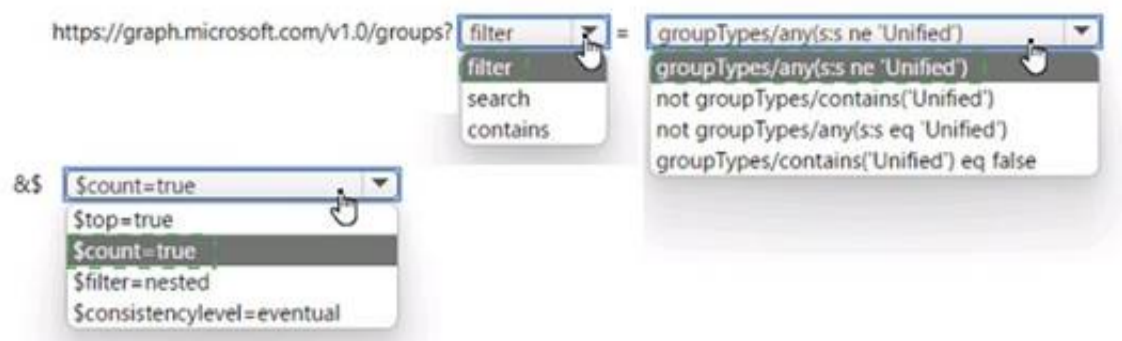 https://graph.microsoft.com/v1.0/groups? filter = groupTypes/any(s:s ne 'Unified')
filter
search
contains
groupTypes/any(s:s ne 'Unified')
not groupTypes/contains('Unified')
not groupTypes/any(s:s eq 'Unified')
groupTypes/contains('Unified') eq false
&$ $count=true
$top=true
$count=true
$filter=nested
$consistencylevel=eventual